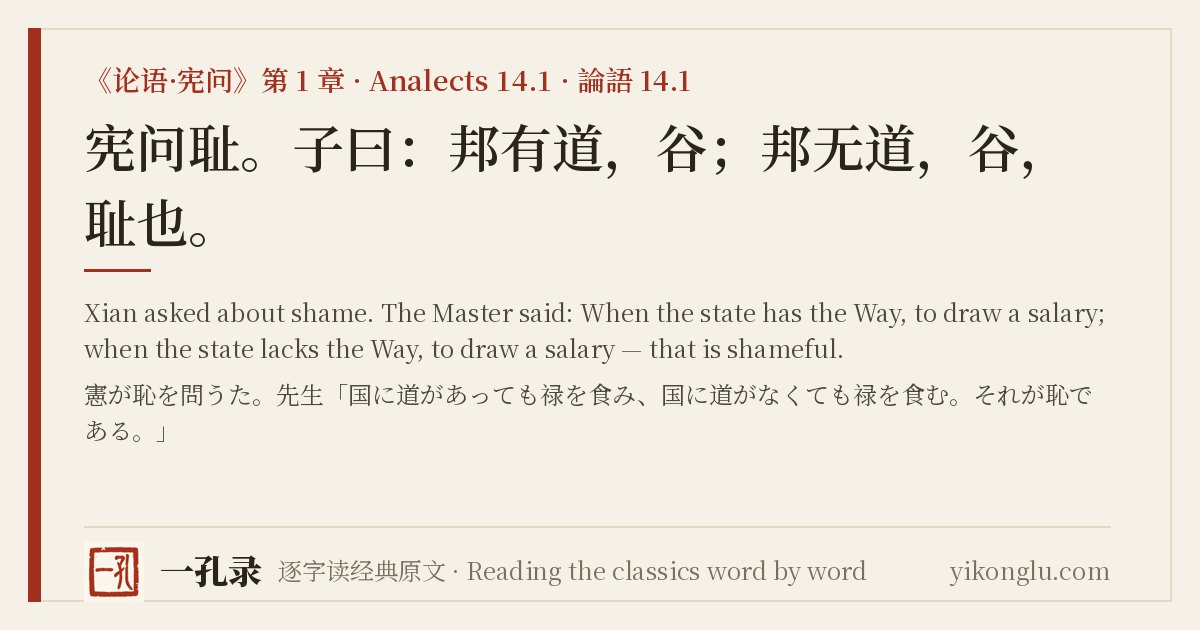 《论语·宪问》第 1 章 · Analects 14.1 · 論語 14.1
宪问耻。子曰：邦有道，谷；邦无道，谷，
耻也。
Xian asked about shame. The Master said: When the state has the Way, to draw a salary;
when the state lacks the Way, to draw a salary — that is shameful.
憲が恥を問うた。先生「国に道があっても禄を食み、国に道がなくても禄を食む。それが恥で
ある。」
一孔
一孔录 逐字读经典原文 · Reading the classics word by word yikonglu.com